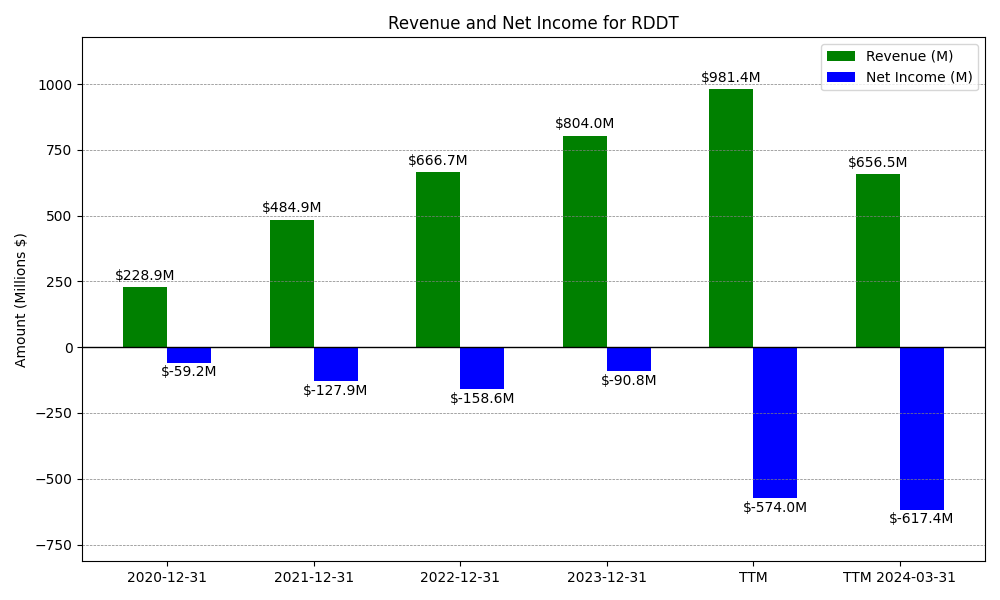 Revenue and Net Income for RDDT
Revenue (M)
Net Income (M)
Amount (Millions $)
1000
750
500
250
0
−250
−500
−750
$228.9M
$484.9M
$666.7M
$804.0M
$981.4M
$656.5M
$-59.2M
$-127.9M
$-158.6M
$-90.8M
$-574.0M
$-617.4M
2020-12-31
2021-12-31
2022-12-31
2023-12-31
TTM
TTM 2024-03-31